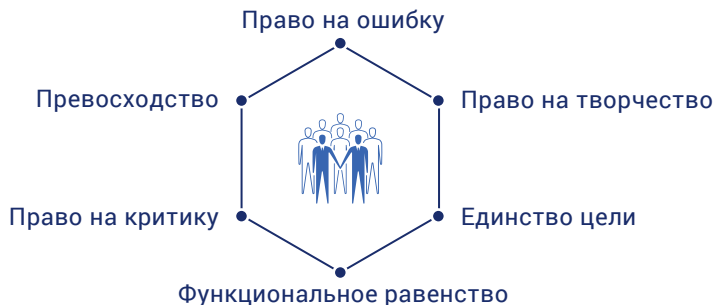 Право на ошибку
Превосходство
Право на творчество
Право на критику
Единство цели
Функциональное равенство